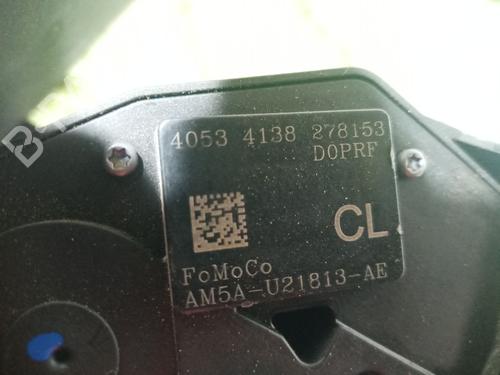 4053 4138 278153
D0PRF
CL
FoMoCo
AM5A-U21813-AE
B